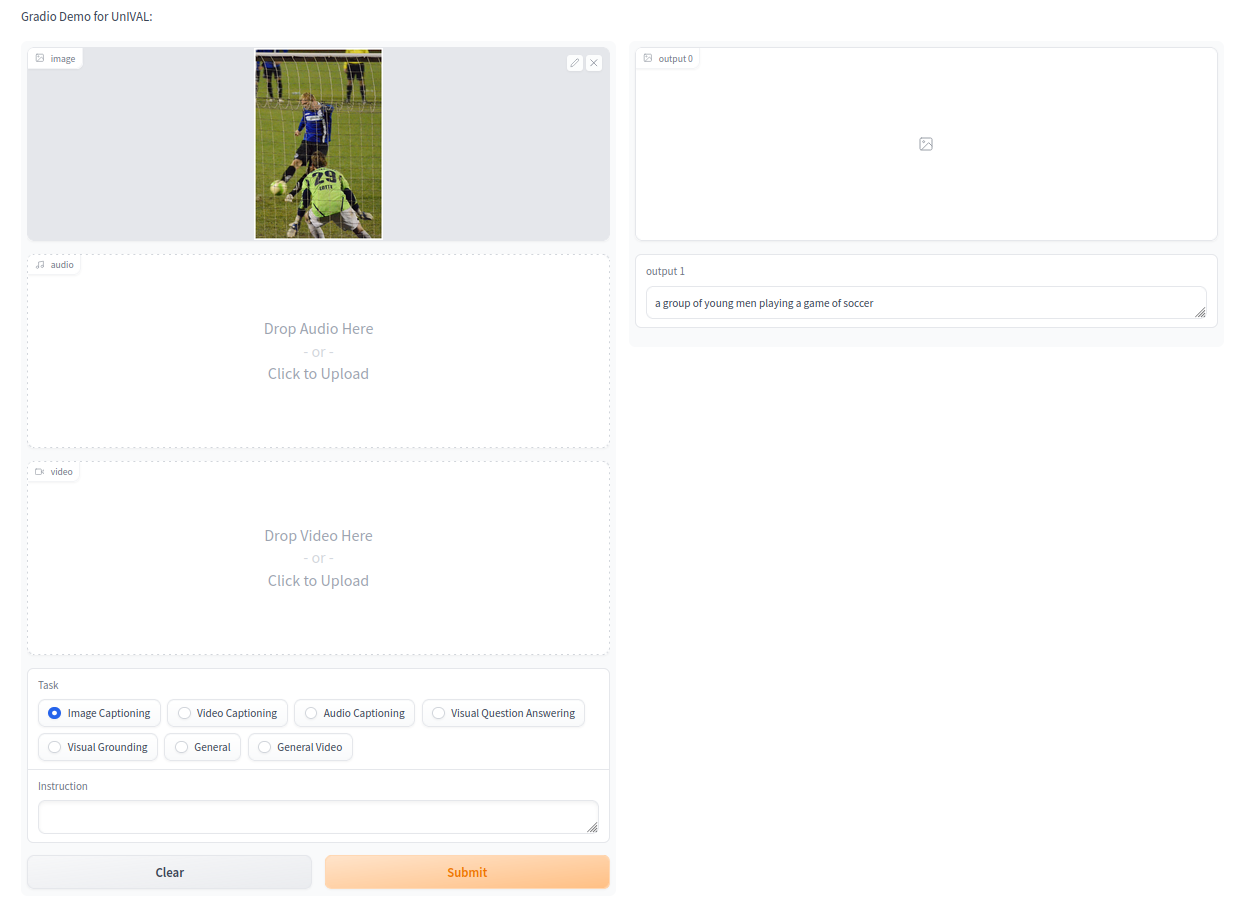 Gradio Demo for UnIVAL:
image
29
audio
Drop Audio Here
- or -
Click to Upload
video
Drop Video Here
- or -
Click to Upload
Task
Image Captioning
Video Captioning
Audio Captioning
Visual Question Answering
Visual Grounding
General
General Video
Instruction
Clear
Submit
output 0
output 1
a group of young men playing a game of soccer